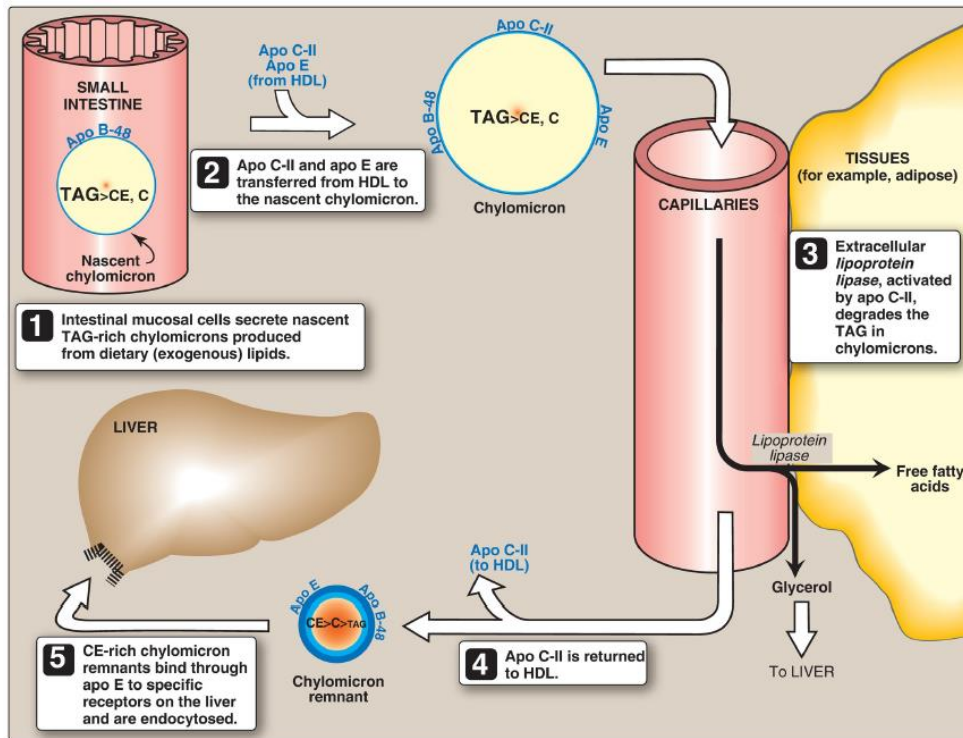 SMALL
INTESTINE
Apo B-48
TAG>CE, C
Nascent
chylomicron
1 Intestinal mucosal cells secrete nascent
TAG-rich chylomicrons produced
from dietary (exogenous) lipids.
Apo C-II
Apo E
(from HDL)
2 Apo C-II and apo E are
transferred from HDL to
the nascent chylomicron.
Apo C-II
Apo B-48
TAG>CE, C
Apo E
Chylomicron
CAPILLARIES
TISSUES
(for example, adipose)
3 Extracellular
lipoprotein
lipase, activated
by apo C-II,
degrades the
TAG in
chylomicrons.
Lipoprotein
lipase
Free fatty
acids
Glycerol
To LIVER
Apo C-II
(to HDL)
4 Apo C-II is returned
to HDL.
Apo E
Apo B-48
CE>C>TAG
Chylomicron
remnant
LIVER
5 CE-rich chylomicron
remnants bind through
apo E to specific
receptors on the liver
and are endocytosed.